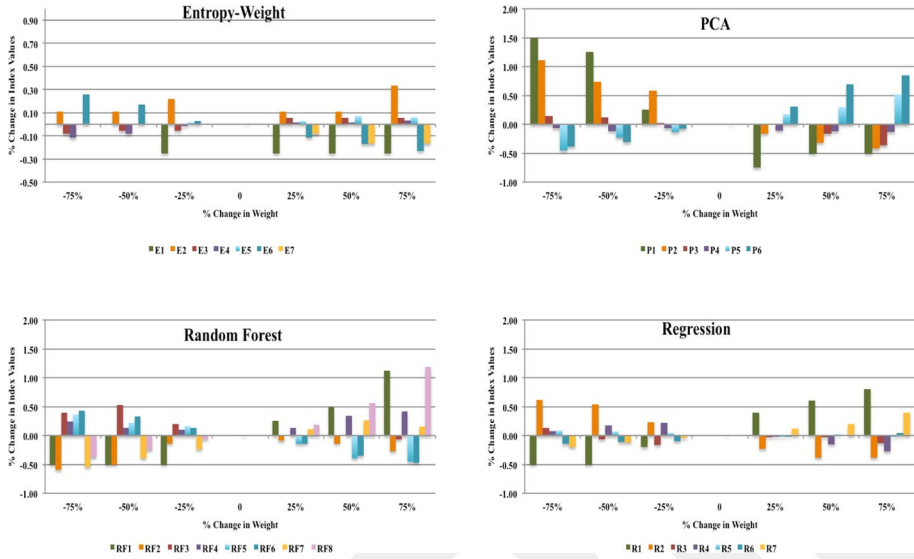 Entropy-Weight
% Change in Index Values
0.90
0.70
0.50
0.30
0.10
-0.10
-0.30
-0.50
-75% -50% -25% 0 25% 50% 75%
% Change in Weight
E1 E2 E3 E4 E5 E6 E7
PCA
% Change in Index Values
2.00
1.50
1.00
0.50
0.00
-0.50
-1.00
-75% -50% -25% 0 25% 50% 75%
% Change in Weight
P1 P2 P3 P4 P5 P6
Random Forest
% Change in Index Values
2.00
1.50
1.00
0.50
0.00
-0.50
-1.00
-75% -50% -25% 0 25% 50% 75%
% Change in Weight
RF1 RF2 RF3 RF4 RF5 RF6 RF7 RF8
Regression
% Change in Index Values
2.00
1.50
1.00
0.50
0.00
-0.50
-1.00
-75% -50% -25% 0 25% 50% 75%
% Change in Weight
R1 R2 R3 R4 R5 R6 R7